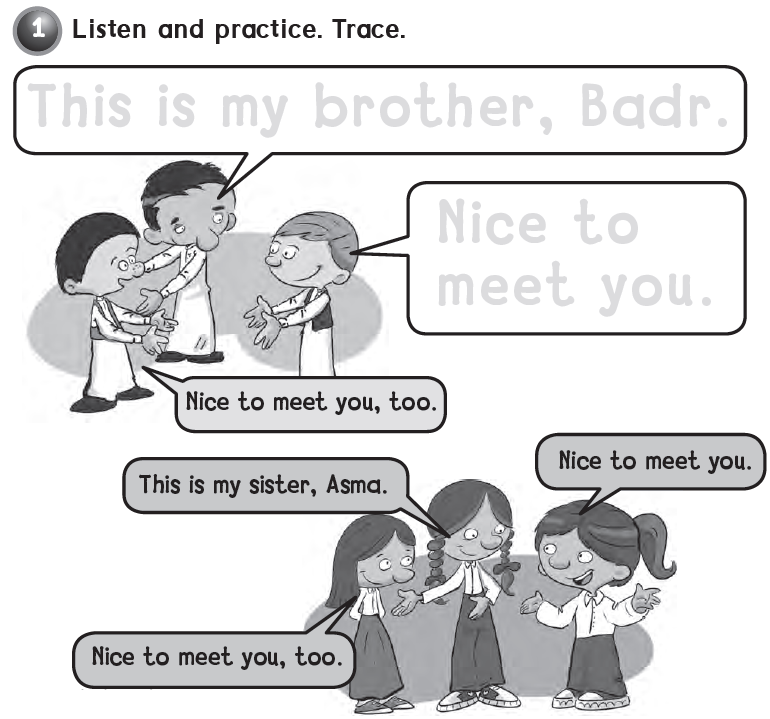 1 Listen and practice. Trace.
This is my brother, Badr.
Nice to
meet you.
Nice to meet you, too.
Nice to meet you.
This is my sister, Asma.
Nice to meet you, too.